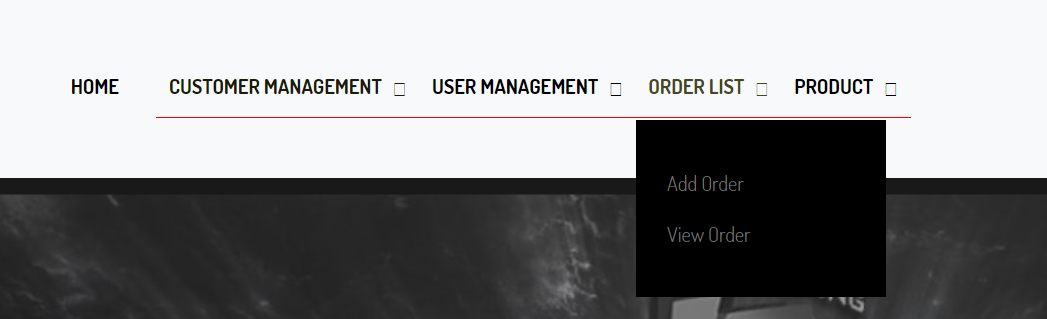 HOME CUSTOMER MANAGEMENT USER MANAGEMENT ORDER LIST PRODUCT
Add Order
View Order